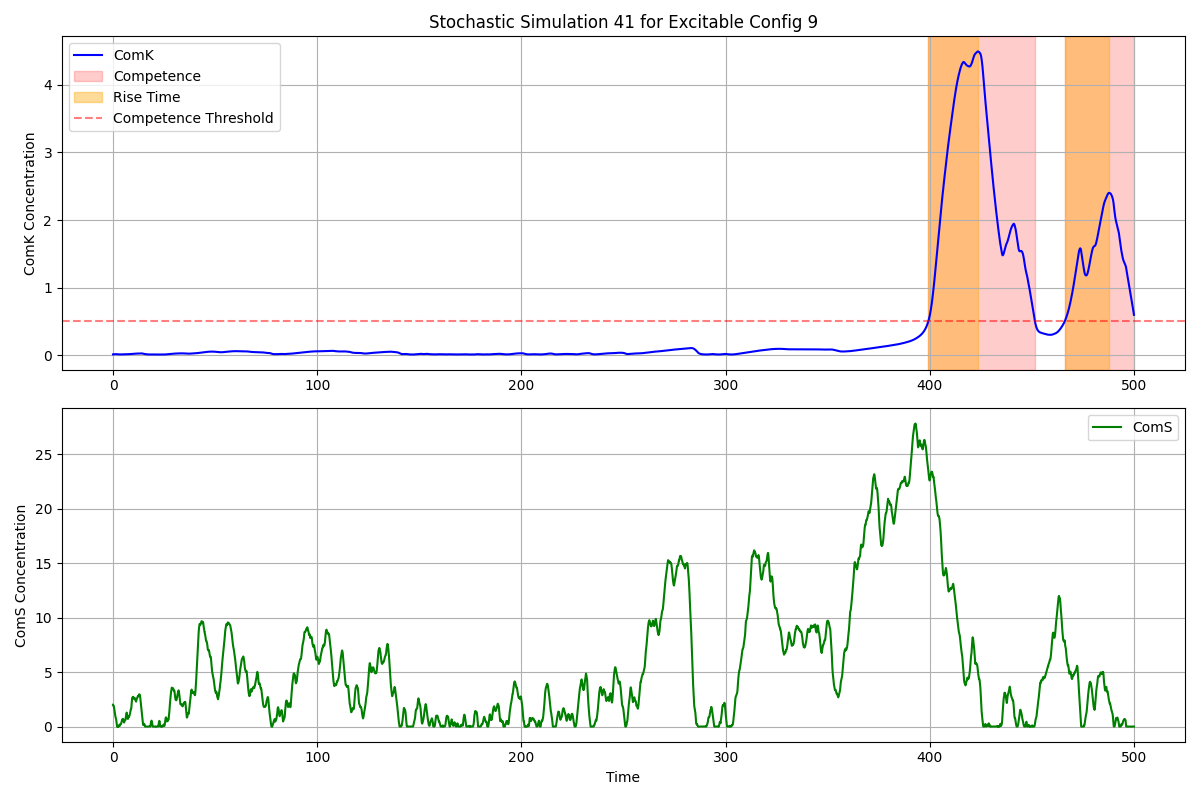 Stochastic Simulation 41 for Excitable Config 9
ComK
Competence
Rise Time
Competence Threshold
ComK Concentration
4
3
2
1
0
0 100 200 300 400 500
ComS
ComS Concentration
25
20
15
10
5
0
0 100 200 300 400 500
Time